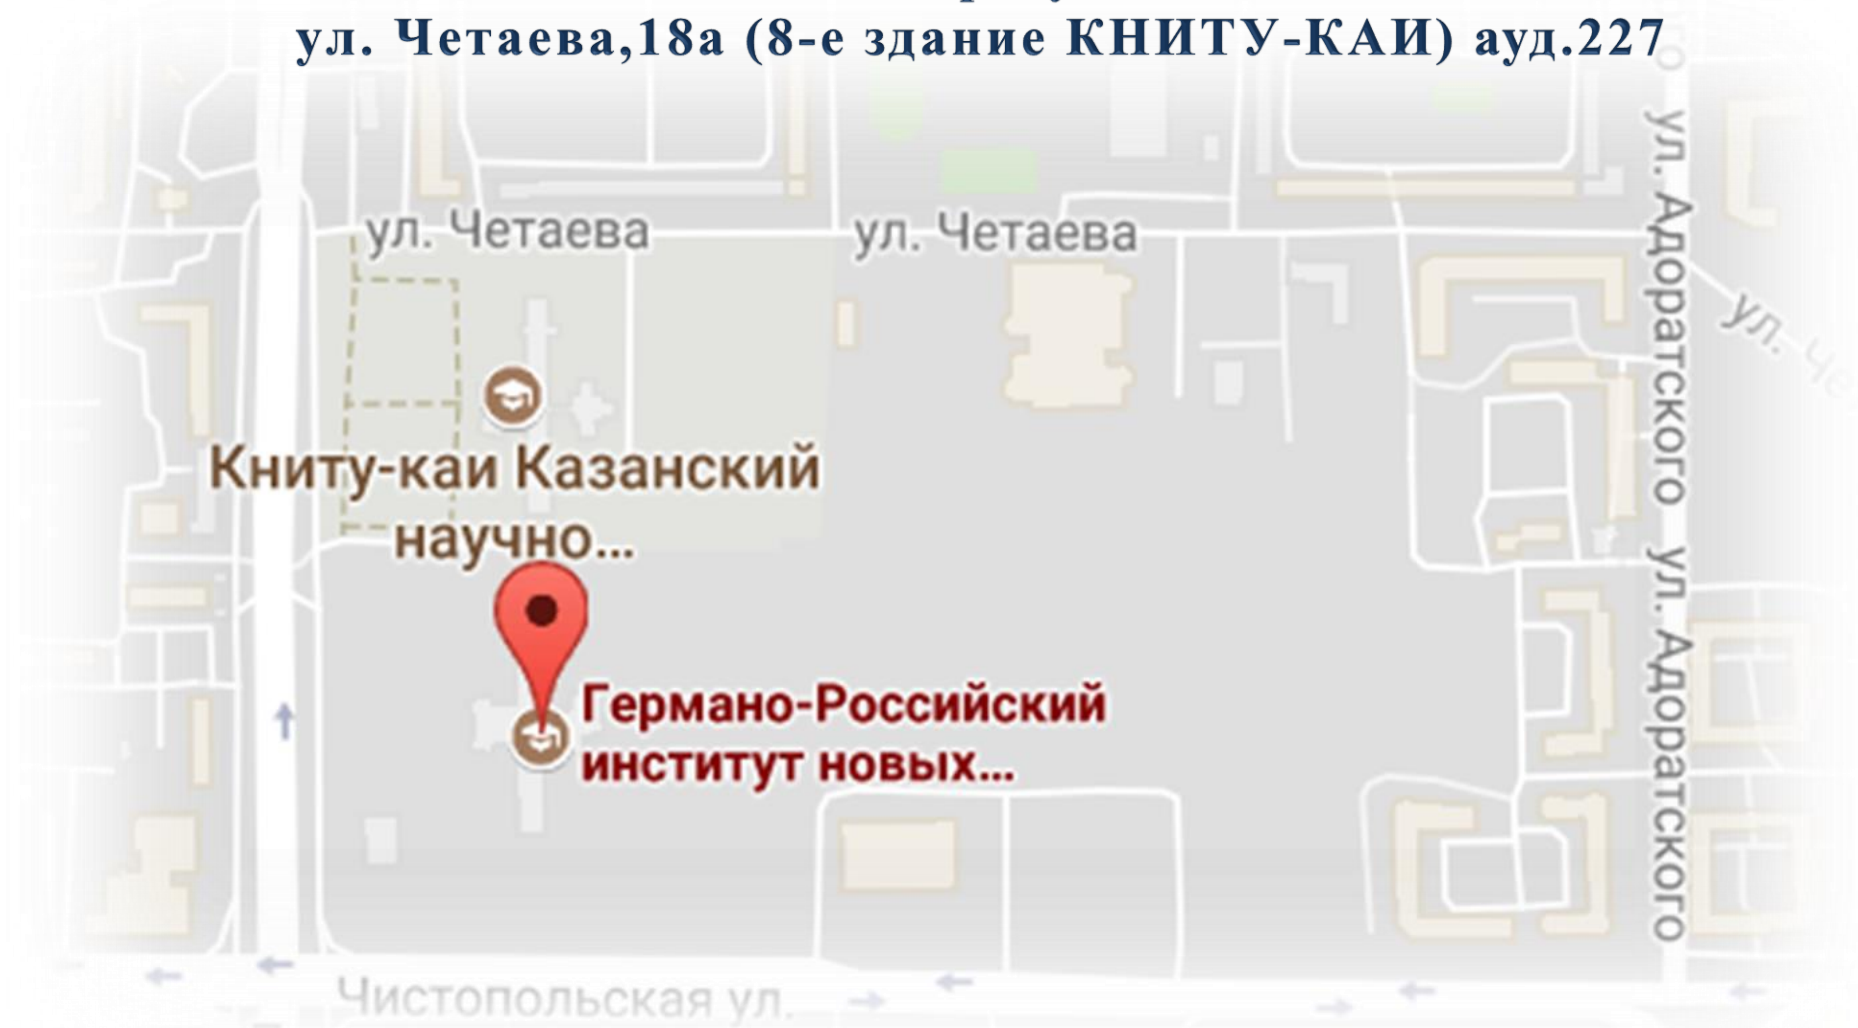 ул. Четаева,18а (8-е здание КНИТУ-КАИ) ауд.227
ул. Четаева
ул. Четаева
ул. Адоратского
ул.
Книту-каи Казанский
научно...
ул. Адоратского
Германо-Российский
институт новых...
Чистопольская ул.